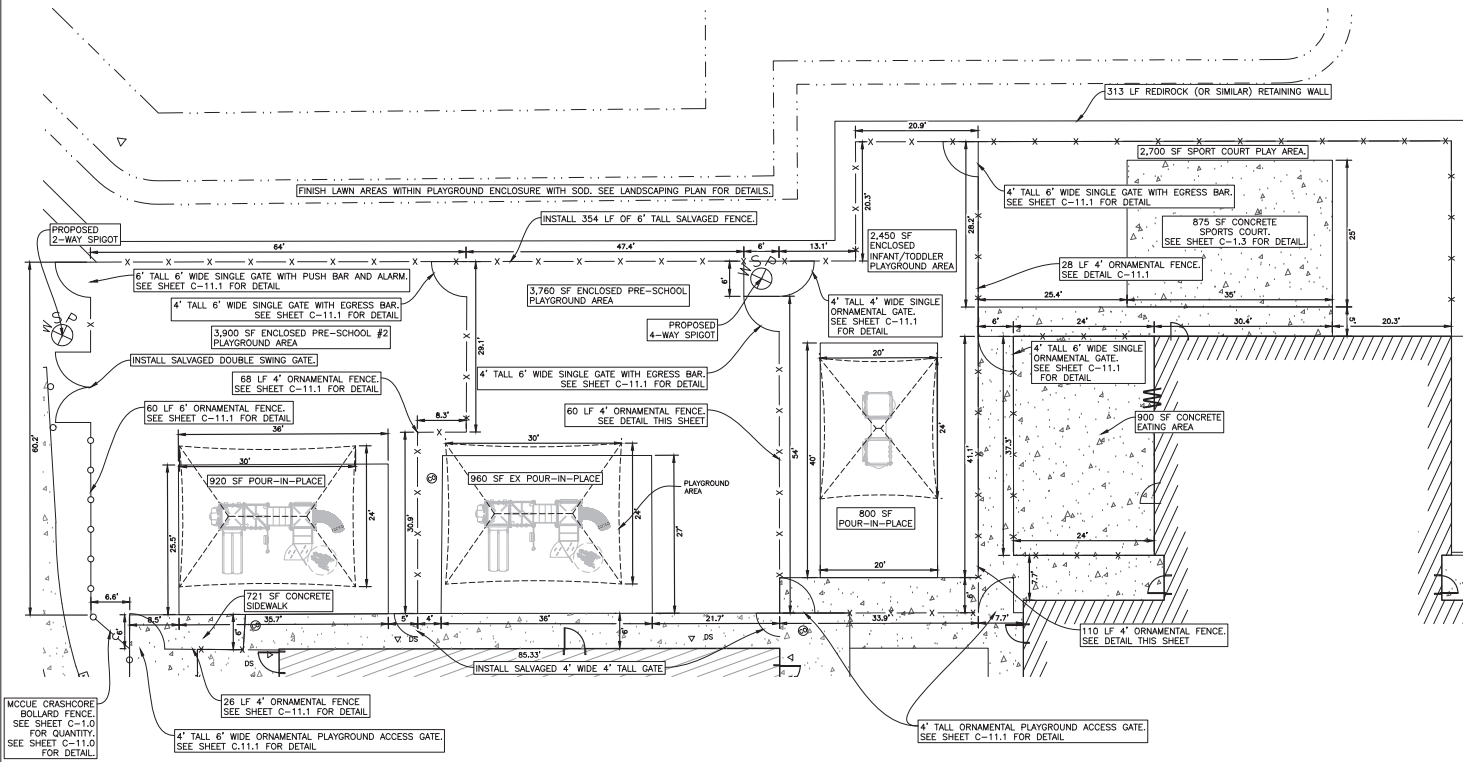 313 LF REDIROCK (OR SIMILAR) RETAINING WALL
20.9'
2,700 SF SPORT COURT PLAY AREA.
FINISH LAWN AREAS WITHIN PLAYGROUND ENCLOSURE WITH SOD. SEE LANDSCAPING PLAN FOR DETAILS.
4' TALL 6' WIDE SINGLE GATE WITH EGRESS BAR.
SEE SHEET C-11.1 FOR DETAIL
20.3'
28.2'
875 SF CONCRETE
SPORTS COURT.
SEE SHEET C-1.3 FOR DETAIL.
25'
INSTALL 354 LF OF 6' TALL SALVAGED FENCE.
PROPOSED
2-WAY SPIGOT
2,450 SF
ENCLOSED
INFANT/TODDLER
PLAYGROUND AREA
64'
47.4'
6'
13.1'
28 LF 4' ORNAMENTAL FENCE.
SEE DETAIL C-11.1
6' TALL 6' WIDE SINGLE GATE WITH PUSH BAR AND ALARM.
SEE SHEET C-11.1 FOR DETAIL
WSP
6'
4' TALL 6' WIDE SINGLE GATE WITH EGRESS BAR.
SEE SHEET C-11.1 FOR DETAIL
3,760 SF ENCLOSED PRE-SCHOOL
PLAYGROUND AREA
25.4'
35'
4' TALL 4' WIDE SINGLE
ORNAMENTAL GATE.
SEE SHEET C-11.1
FOR DETAIL
WSP
3,900 SF ENCLOSED PRE-SCHOOL #2
PLAYGROUND AREA
PROPOSED
4-WAY SPIGOT
6'
24'
30.4'
5'
20.3'
29.1'
INSTALL SALVAGED DOUBLE SWING GATE.
4' TALL 6' WIDE SINGLE
ORNAMENTAL GATE.
SEE SHEET C-11.1
FOR DETAIL
20'
4' TALL 6' WIDE SINGLE GATE WITH EGRESS BAR.
SEE SHEET C-11.1 FOR DETAIL
68 LF 4' ORNAMENTAL FENCE.
SEE SHEET C-11.1 FOR DETAIL
60 LF 6' ORNAMENTAL FENCE.
SEE SHEET C-11.1 FOR DETAIL
8.3'
60 LF 4' ORNAMENTAL FENCE.
SEE DETAIL THIS SHEET
24'
900 SF CONCRETE
EATING AREA
36'
30'
60.2'
30'
54'
40'
41.1'
37.3'
920 SF POUR-IN-PLACE
960 SF EX POUR-IN-PLACE
PLAYGROUND
AREA
24'
24'
25.5'
30.9'
27'
800 SF
POUR-IN-PLACE
24'
20'
7.7'
721 SF CONCRETE
SIDEWALK
6'
6.6'
6'
8.5'
6'
35.7'
5'
4'
36'
6'
21.7'
33.9'
7.7'
DS
DS
DS
85.33'
INSTALL SALVAGED 4' WIDE 4' TALL GATE
110 LF 4' ORNAMENTAL FENCE.
SEE DETAIL THIS SHEET
26 LF 4' ORNAMENTAL FENCE
SEE SHEET C-11.1 FOR DETAIL
MCCUE CRASHCORE
BOLLARD FENCE.
SEE SHEET C-1.0
FOR QUANTITY.
SEE SHEET C-11.0
FOR DETAIL.
4' TALL 6' WIDE ORNAMENTAL PLAYGROUND ACCESS GATE.
SEE SHEET C.11.1 FOR DETAIL
4' TALL ORNAMENTAL PLAYGROUND ACCESS GATE.
SEE SHEET C-11.1 FOR DETAIL